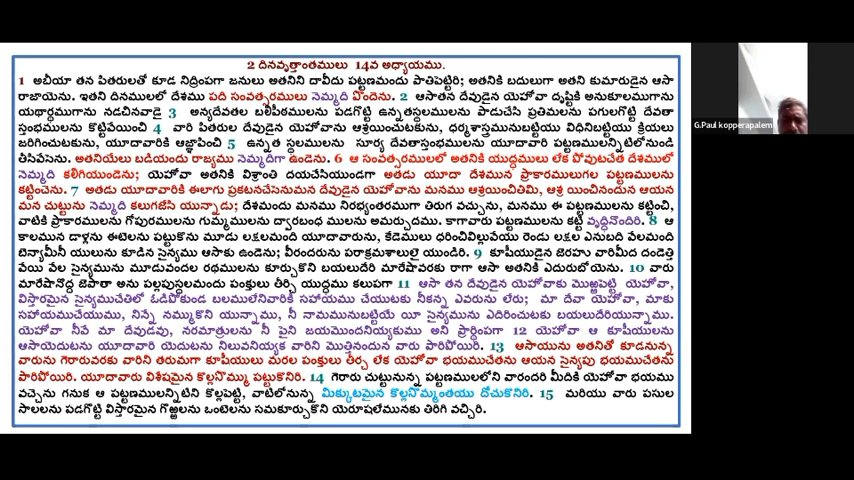 2 దినవృత్తాంతములు 14వ అధ్యాయము.
1 అబీయా తన పితరులతో కూడ నిద్రింపగా జనులు అతనిని దావీదు పట్టణమందు పాతిపెట్టిరి; అతనికి బదులుగా అతని కుమారుడైన ఆసా
రాజాయెను. ఇతని దినములలో దేశము పది సంవత్సరములు నెమ్మది పొందెను. 2 ఆసాతన దేవుడైన యెహోవా దృష్టికి అనుకూలముగాను
యథార్థముగాను నడచినవాడై 3 అన్యదేవతల బలిపీఠములను పడగొట్టి ఉన్నతస్థలములను పాడుచేసి ప్రతిమలను పగులగొట్టి దేవతా
స్తంభములను కొట్టివేయించి 4 వారి పితరుల దేవుడైన యెహోవాను ఆశ్రయించుటకును, ధర్మశాస్త్రమునుబట్టియు విధినిబట్టియు క్రియలు
జరిగించుటకును, యూదావారికి ఆజ్ఞాపించి 5 ఉన్నత స్థలములను సూర్య దేవతాస్తంభములను యూదావారి పట్టణములన్నిటిలోనుండి
తీసివేసెను. అతనియేలు బడియందు రాజ్యము నెమ్మదిగా ఉండెను. 6 ఆ సంవత్సరములలో అతనికి యుద్ధములు లేక పోవుటచేత దేశములో
నెమ్మది కలిగియుండెను; యెహోవా అతనికి విశ్రాంతి దయచేసియుండగా అతడు యూదా దేశమున ప్రాకారములుగల పట్టణములను
కట్టించెను. 7 అతడు యూదావారికి ఈలాగు ప్రకటనచేసెనుమన దేవుడైన యెహోవాను మనము ఆశ్రయించితిమి, ఆశ్ర యించినందున ఆయన
మన చుట్టును నెమ్మది కలుగజేసి యున్నాడు; దేశమందు మనము నిరభ్యంతరముగా తిరుగ వచ్చును, మనము ఈ పట్టణములను కట్టించి,
వాటికి ప్రాకారములను గోపురములను గుమ్మములను ద్వారబంధ ములను అమర్చుదము. కాగావారు పట్టణములను కట్టి వృద్ధినొందిరి. 8 ఆ
కాలమున డాళ్లను ఈటెలను పట్టుకొను మూడు లక్షలమంది యూదావారును, కేడెములు ధరించివిల్లువేయు రెండు లక్షల ఎనుబది వేలమంది
బెన్యామీనీ యులును కూడిన సైన్యము ఆసాకు ఉండెను; వీరందరును పరాక్రమశాలులై యుండిరి. 9 కూషీయుడైన జెరహు వారిమీద దండెత్తి
వేయి వేల సైన్యమును మూడువందల రథములను కూర్చుకొని బయలుదేరి మారేషావరకు రాగా ఆసా అతనికి ఎదురుబోయెను. 10 వారు
మారేషానొద్ద జెపాతా అను పల్లపుస్థలమందు పంక్తులు తీర్చి యుద్ధము కలుపగా 11 ఆసా తన దేవుడైన యెహోవాకు మొఱ్ఱపెట్టి యెహోవా,
విస్తారమైన సైన్యముచేతిలో ఓడిపోకుండ బలములేనివారికి సహాయము చేయుటకు నీకన్న ఎవరును లేరు; మా దేవా యెహోవా, మాకు
సహాయముచేయుము, నిన్నే నమ్ముకొని యున్నాము, నీ నామమునుబట్టియే యీ సైన్యమును ఎదిరించుటకు బయలుదేరియున్నాము.
యెహోవా నీవే మా దేవుడవు, నరమాత్రులను నీ పైని జయమొందనియ్యకుము అని ప్రార్థింపగా 12 యెహోవా ఆ కూషీయులను
ఆసాయెదుటను యూదావారి యెదుటను నిలువనియ్యక వారిని మొత్తినందున వారు పారిపోయిరి. 13 ఆసాయును అతనితో కూడనున్న
వారును గెరారువరకు వారిని తరుమగా కూషీయులు మరల పంక్తులు తీర్చ లేక యెహోవా భయముచేతను ఆయన సైన్యపు భయముచేతను
పారిపోయిరి. యూదావారు విశేషమైన కొల్లసొమ్ము పట్టుకొనిరి. 14 గెరారు చుట్టునున్న పట్టణములలోని వారందరి మీదికి యెహోవా భయము
వచ్చెను గనుక ఆ పట్టణములన్నిటిని కొల్లపెట్టి, వాటిలోనున్న మిక్కుటమైన కొల్లసొమ్మంతయు దోచుకొనిరి. 15 మరియు వారు పసుల
సాలలను పడగొట్టి విస్తారమైన గొఱ్ఱలను ఒంటెలను సమకూర్చుకొని యెరూషలేమునకు తిరిగి వచ్చిరి.
G.Paul kopperapalem